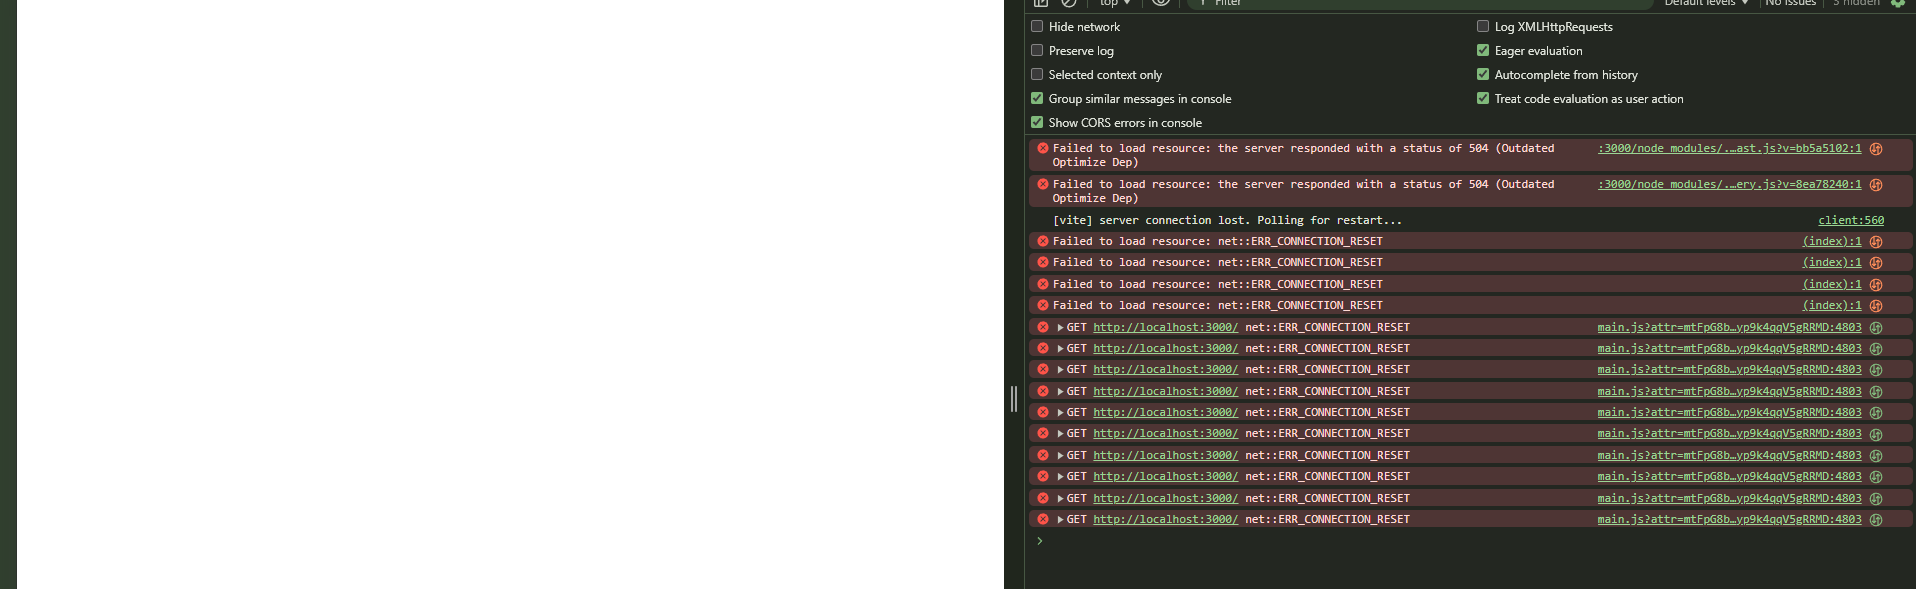 top
Filter
Default levels
No Issues
5 hidden
Hide network
Log XMLHttpRequests
Preserve log
Eager evaluation
Selected context only
Autocomplete from history
Group similar messages in console
Treat code evaluation as user action
Show CORS errors in console
Failed to load resource: the server responded with a status of 504 (Outdated :3000/node_modules/.…ast.js?v=bb5a5102:1
Optimize Dep)
Failed to load resource: the server responded with a status of 504 (Outdated :3000/node_modules/.…ery.js?v=8ea78240:1
Optimize Dep)
[vite] server connection lost. Polling for restart... client:560
Failed to load resource: net::ERR_CONNECTION_RESET (index):1
Failed to load resource: net::ERR_CONNECTION_RESET (index):1
Failed to load resource: net::ERR_CONNECTION_RESET (index):1
Failed to load resource: net::ERR_CONNECTION_RESET (index):1
GET http://localhost:3000/ net::ERR_CONNECTION_RESET main.js?attr=mtFpG8b…yp9k4qqV5gRRMD:4803
GET http://localhost:3000/ net::ERR_CONNECTION_RESET main.js?attr=mtFpG8b…yp9k4qqV5gRRMD:4803
GET http://localhost:3000/ net::ERR_CONNECTION_RESET main.js?attr=mtFpG8b…yp9k4qqV5gRRMD:4803
GET http://localhost:3000/ net::ERR_CONNECTION_RESET main.js?attr=mtFpG8b…yp9k4qqV5gRRMD:4803
GET http://localhost:3000/ net::ERR_CONNECTION_RESET main.js?attr=mtFpG8b…yp9k4qqV5gRRMD:4803
GET http://localhost:3000/ net::ERR_CONNECTION_RESET main.js?attr=mtFpG8b…yp9k4qqV5gRRMD:4803
GET http://localhost:3000/ net::ERR_CONNECTION_RESET main.js?attr=mtFpG8b…yp9k4qqV5gRRMD:4803
GET http://localhost:3000/ net::ERR_CONNECTION_RESET main.js?attr=mtFpG8b…yp9k4qqV5gRRMD:4803
GET http://localhost:3000/ net::ERR_CONNECTION_RESET main.js?attr=mtFpG8b…yp9k4qqV5gRRMD:4803
GET http://localhost:3000/ net::ERR_CONNECTION_RESET main.js?attr=mtFpG8b…yp9k4qqV5gRRMD:4803